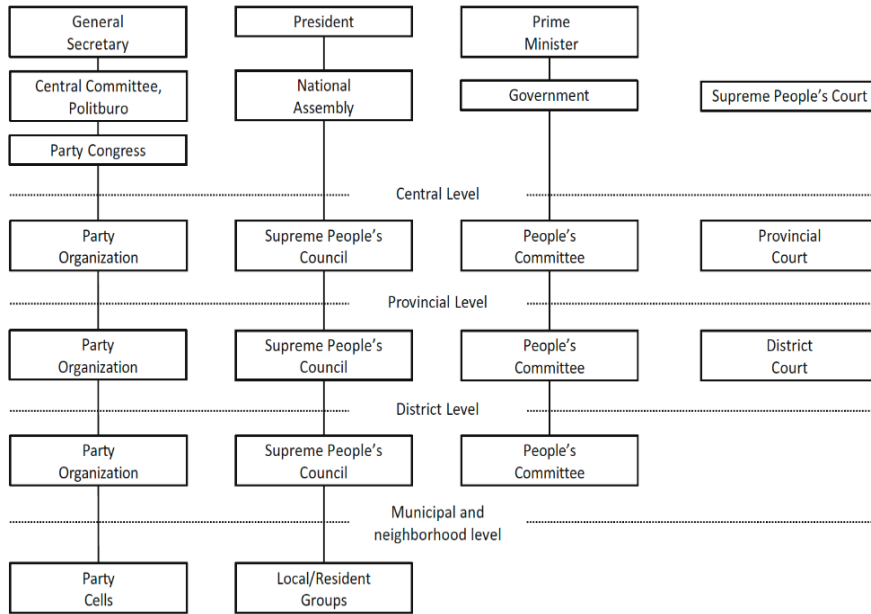 General
Secretary
President
Prime
Minister
Central Committee,
Politburo
National
Assembly
Government
Supreme People's Court
Party Congress
Central Level
Party
Organization
Supreme People's
Council
People's
Committee
Provincial
Court
Provincial Level
Party
Organization
Supreme People's
Council
People's
Committee
District
Court
District Level
Party
Organization
Supreme People's
Council
People's
Committee
Municipal and
neighborhood level
Party
Cells
Local/Resident
Groups